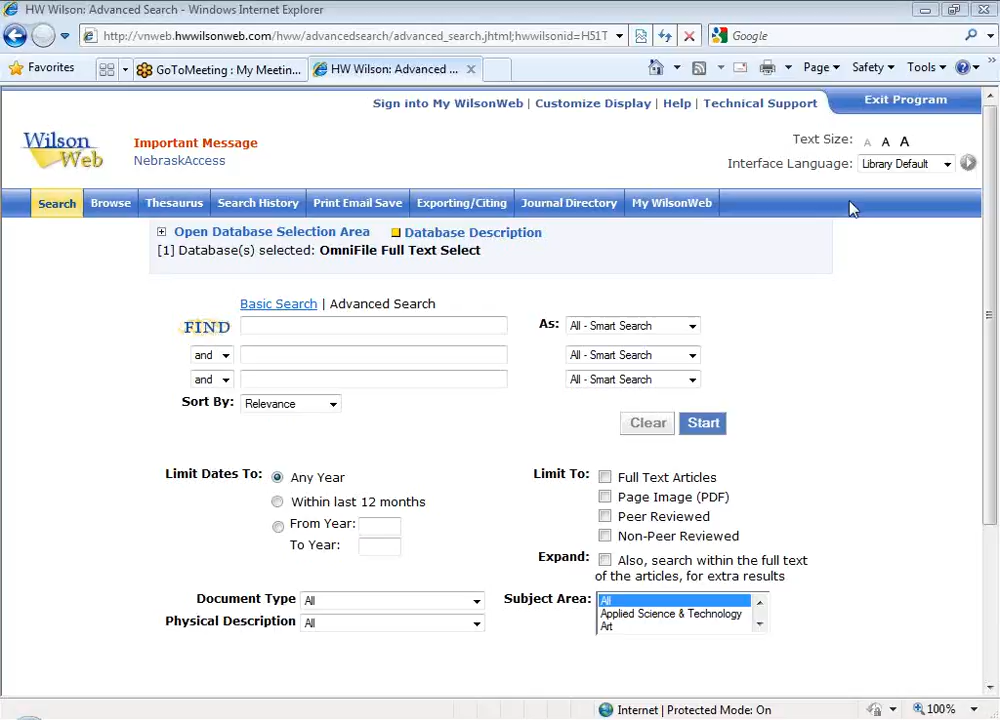 HW Wilson: Advanced Search - Windows Internet Explorer
http://vnweb.hwwilsonweb.com/hww/advancedsearch/advanced_search.jhtml;hwwilsonid=H51T
Google
Favorites
GoToMeeting : My Meetin...
HW Wilson: Advanced ...
Page
Safety
Tools
Sign into My WilsonWeb | Customize Display | Help | Technical Support
Exit Program
Wilson Web
Important Message
NebraskAccess
Text Size: A A A
Interface Language: Library Default
Search
Browse
Thesaurus
Search History
Print Email Save
Exporting/Citing
Journal Directory
My WilsonWeb
Open Database Selection Area
Database Description
[1] Database(s) selected: OmniFile Full Text Select
Basic Search | Advanced Search
FIND
As: All - Smart Search
and
All - Smart Search
and
All - Smart Search
Sort By: Relevance
Clear
Start
Limit Dates To: Any Year
Within last 12 months
From Year:
To Year:
Limit To: Full Text Articles
Page Image (PDF)
Peer Reviewed
Non-Peer Reviewed
Expand: Also, search within the full text
of the articles, for extra results
Document Type All
Physical Description All
Subject Area: All
Applied Science & Technology
Art
Internet | Protected Mode: On
100%